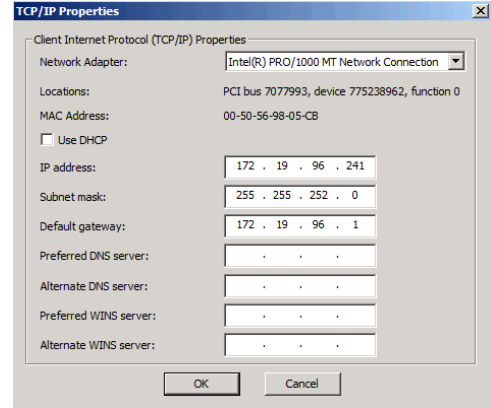 TCP/IP Properties
Client Internet Protocol (TCP/IP) Properties
Network Adapter: Intel(R) PRO/1000 MT Network Connection
Locations: PCI bus 7077993, device 775238962, function 0
MAC Address: 00-50-56-98-05-CB
Use DHCP
IP address: 172 . 19 . 96 . 241
Subnet mask: 255 . 255 . 252 . 0
Default gateway: 172 . 19 . 96 . 1
Preferred DNS server: . . .
Alternate DNS server: . . .
Preferred WINS server: . . .
Alternate WINS server: . . .
OK Cancel